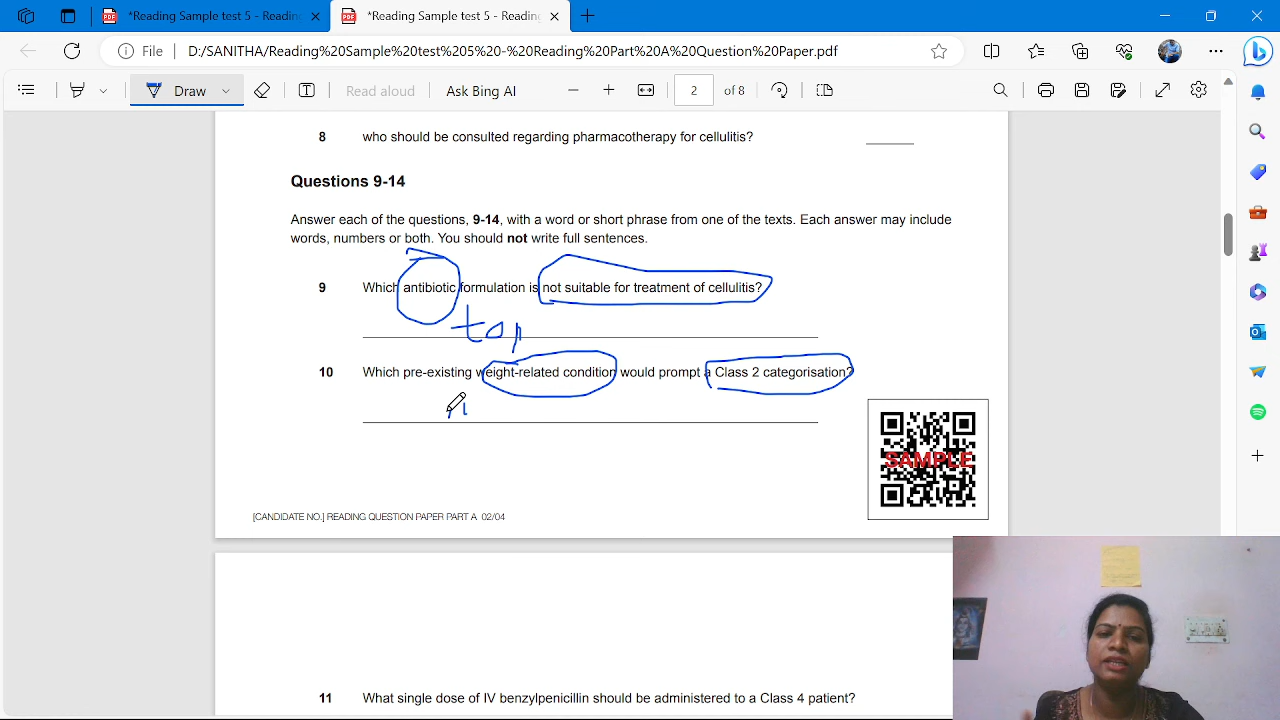 *Reading Sample test 5 - Readin
*Reading Sample test 5 - Reading
File D:/SANITHA/Reading%20Sample%20test%205%20-%20Reding%20Part%20A%20Question%20Paper.pdf
Draw Read aloud Ask Bing AI 2 of 8
8 who should be consulted regarding pharmacotherapy for cellulitis?
Questions 9-14
Answer each of the questions, 9-14, with a word or short phrase from one of the texts. Each answer may include
words, numbers or both. You should not write full sentences.
9 Which antibiotic formulation is not suitable for treatment of cellulitis?
top
10 Which pre-existing weight-related condition would prompt a Class 2 categorisation?
SAMPLE
[CANDIDATE NO.] READING QUESTION PAPER PART A 02/04
11 What single dose of IV benzylpenicillin should be administered to a Class 4 patient?